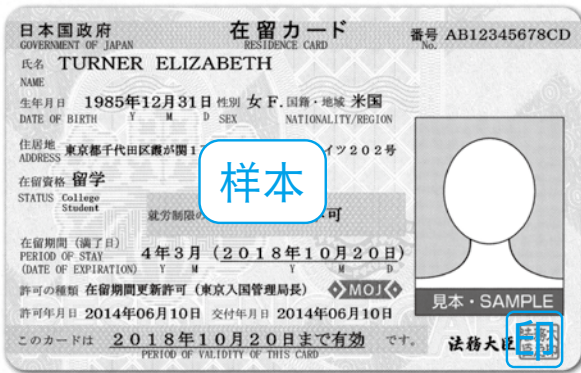 日本国政府 在留カード 番号 AB12345678CD
GOVERNMENT OF JAPAN RESIDENCE CARD No.
氏名 TURNER ELIZABETH
NAME
生年月日 1985年12月31日 性別 女 F. 国籍・地域 米国
DATE OF BIRTH Y M D SEX NATIONALITY/REGION
住居地 東京都千代田区霞が関1 イツ202号
ADDRESS
样本
在留資格 留学
STATUS College
Student
就労制限の 可
在留期間 (満了日) 4年3月 (2018年10月20日)
PERIOD OF STAY
(DATE OF EXPIRATION) Y M Y M D
許可の種類 在留期間更新許可 (東京入国管理局長) MOJ
見本・SAMPLE
許可年月日 2014年06月10日 交付年月日 2014年06月10日
このカードは 2018年10月20日まで有効 です。
PERIOD OF VALIDITY OF THIS CARD
法務大臣 印